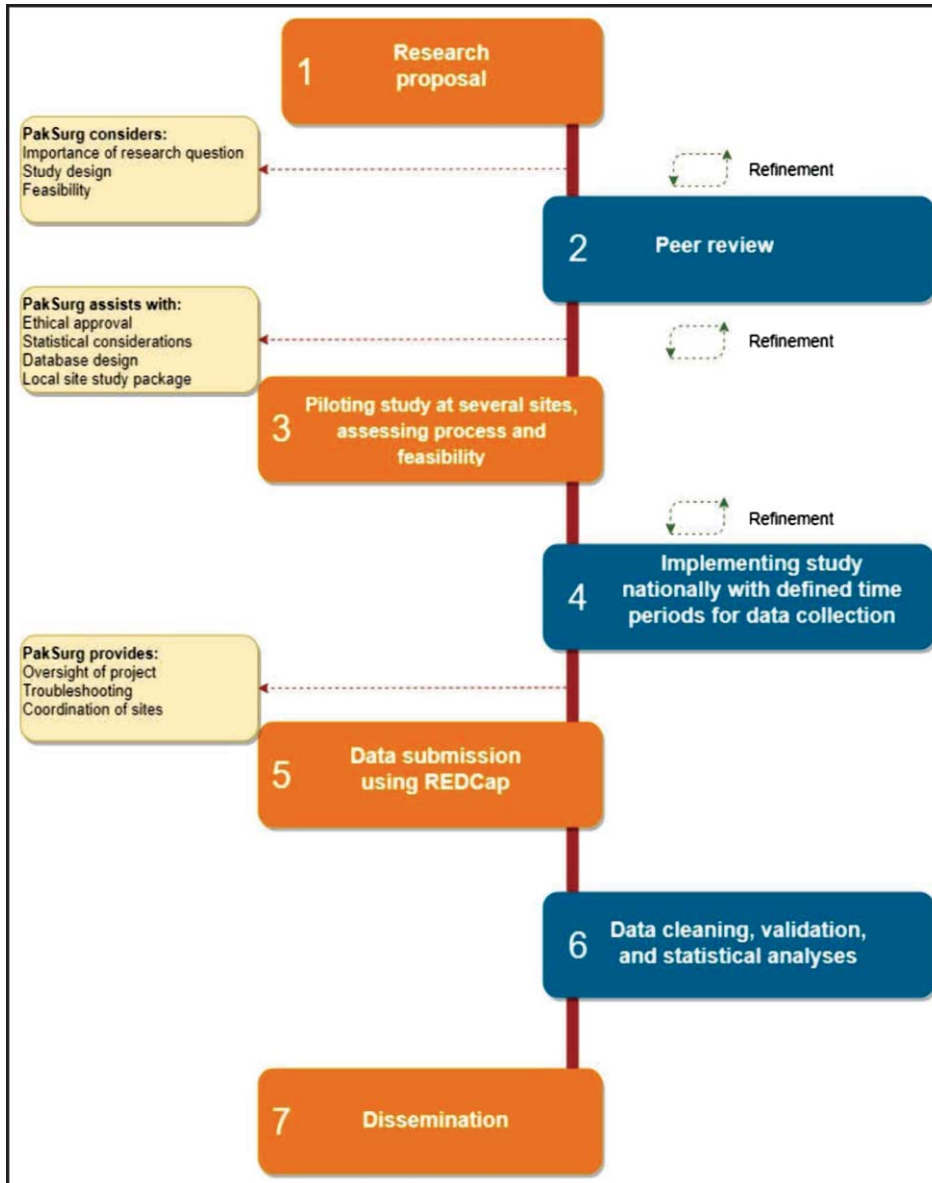 1
Research
proposal
PakSurg considers:
Importance of research question
Study design
Feasibility
Refinement
2
Peer review
PakSurg assists with:
Ethical approval
Statistical considerations
Database design
Local site study package
Refinement
3
Piloting study at several sites,
assessing process and
feasibility
Refinement
4
Implementing study
nationally with defined time
periods for data collection
PakSurg provides:
Oversight of project
Troubleshooting
Coordination of sites
5
Data submission
using REDCap
6
Data cleaning, validation,
and statistical analyses
7
Dissemination